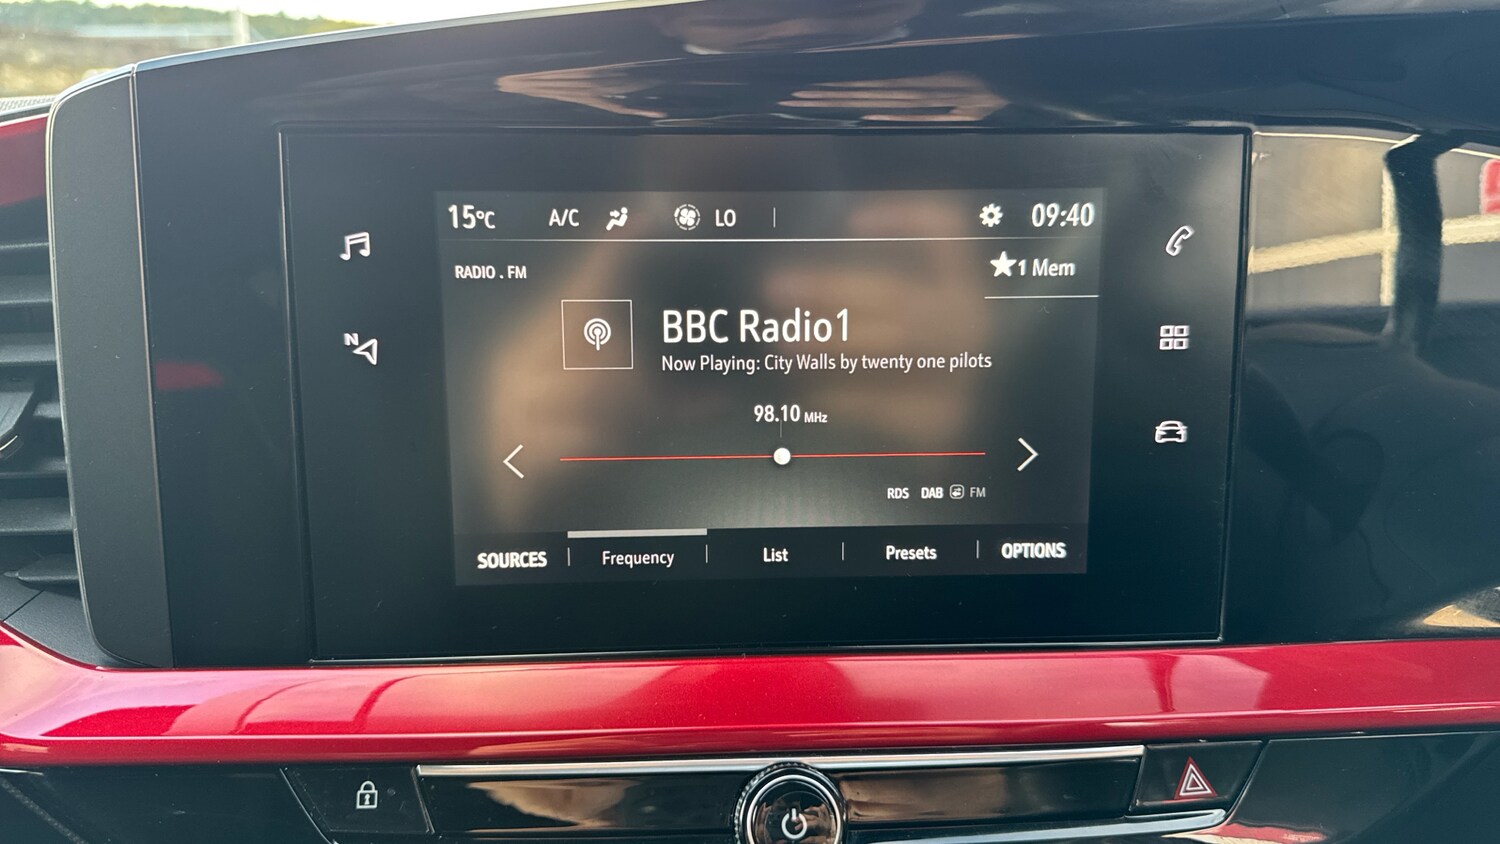 15°C A/C LO | 09:40
RADIO . FM
★1 Mem
BBC Radio1
Now Playing: City Walls by twenty one pilots
98.10 MHz
RDS DAB FM
SOURCES | Frequency | List | Presets | OPTIONS
N